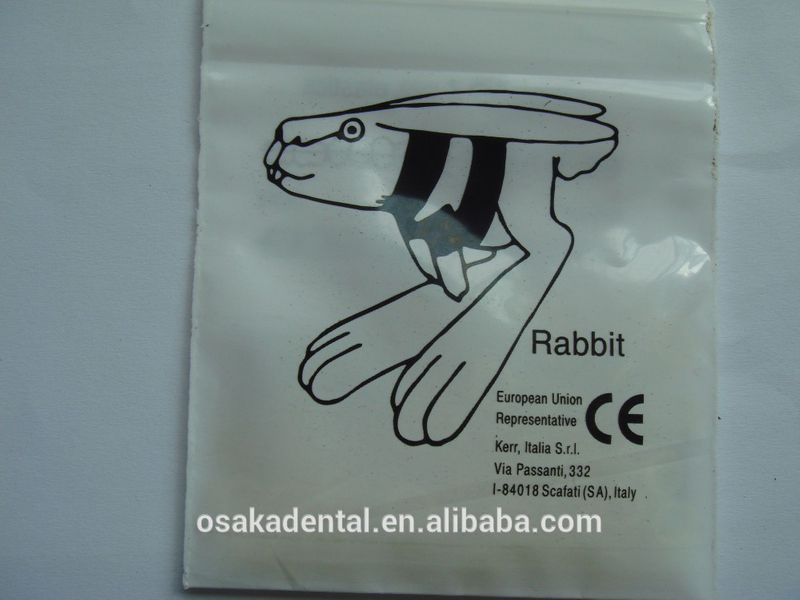 Rabbit
European Union
Representative
CE
Kerr, Italia S.r.l.
Via Passanti, 332
I-84018 Scafati (SA), Italy
osakadental.en.alibaba.com